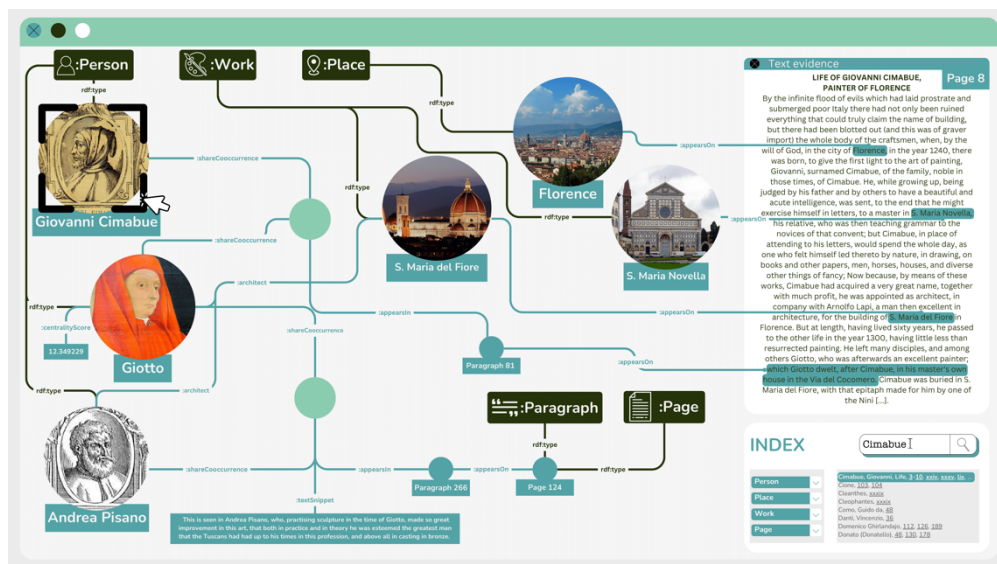 :Person
:Work
:Place
rdf:type
rdf:type
rdf:type
rdf:type
Giovanni Cimabue
:shareCooccurrence
:shareCooccurrence
Florence
:appearsOn
S. Maria del Fiore
S. Maria Novella
:appearsOn
:architect
rdf:type
:centralityScore
12.349229
Giotto
:appearsIn
:appearsOn
:shareCooccurrence
Paragraph 81
:appearsOn
rdf:type
:architect
:Paragraph
:Page
rdf:type
rdf:type
Andrea Pisano
:shareCooccurrence
:appearsIn
Paragraph 266
:appearsOn
Page 124
:textSnippet
This is seen in Andrea Pisano, who, practising sculpture in the time of Giotto, made so great
improvement in this art, that both in practice and in theory he was esteemed the greatest man
that the Tuscans had had up to his times in this profession, and above all in casting in bronze.
Text evidence
Page 8
LIFE OF GIOVANNI CIMABUE,
PAINTER OF FLORENCE
By the infinite flood of evils which had laid prostrate and
submerged poor Italy there had not only been ruined
everything that could truly claim the name of building,
but there had been blotted out (and this was of graver
import) the whole body of the craftsmen, when, by the
will of God, in the city of Florence, in the year 1240, there
was born, to give the first light to the art of painting,
Giovanni, surnamed Cimabue, of the family, noble in
those times, of Cimabue. He, while growing up, being
judged by his father and by others to have a beautiful and
acute intelligence, was sent, to the end that he might
exercise himself in letters, to a master in S. Maria Novella,
his relative, who was then teaching grammar to the
novices of that convent; but Cimabue, in place of
attending to his letters, would spend the whole day, as
one who felt himself led thereto by nature, in drawing, on
books and other papers, men, horses, houses, and diverse
other things of fancy; Now because, by means of these
works, Cimabue had acquired a very great name, together
with much profit, he was appointed as architect, in
company with Arnolfo Lapi, a man then excellent in
architecture, for the building of S. Maria del Fiore in
Florence. But at length, having lived sixty years, he passed
to the other life in the year 1300, having little less than
resurrected painting. He left many disciples, and among
others Giotto, who was afterwards an excellent painter;
which Giotto dwelt, after Cimabue, in his master's own
house in the Via del Cocomero. Cimabue was buried in S.
Maria del Fiore, with that epitaph made for him by one of
the Nini [...].
INDEX
Cimabue
Person
Place
Work
Page
Cimabue, Giovanni, Life, 3-10, xxiv, xxxv, lix, ..
Cione, 103, 104
Cleanthes, xxxix
Cleophantes, xxxix
Como, Guido da, 48
Danti, Vincenzio, 36
Domenico Ghirlandajo, 112, 126, 189
Donato (Donatello), 48, 130, 178